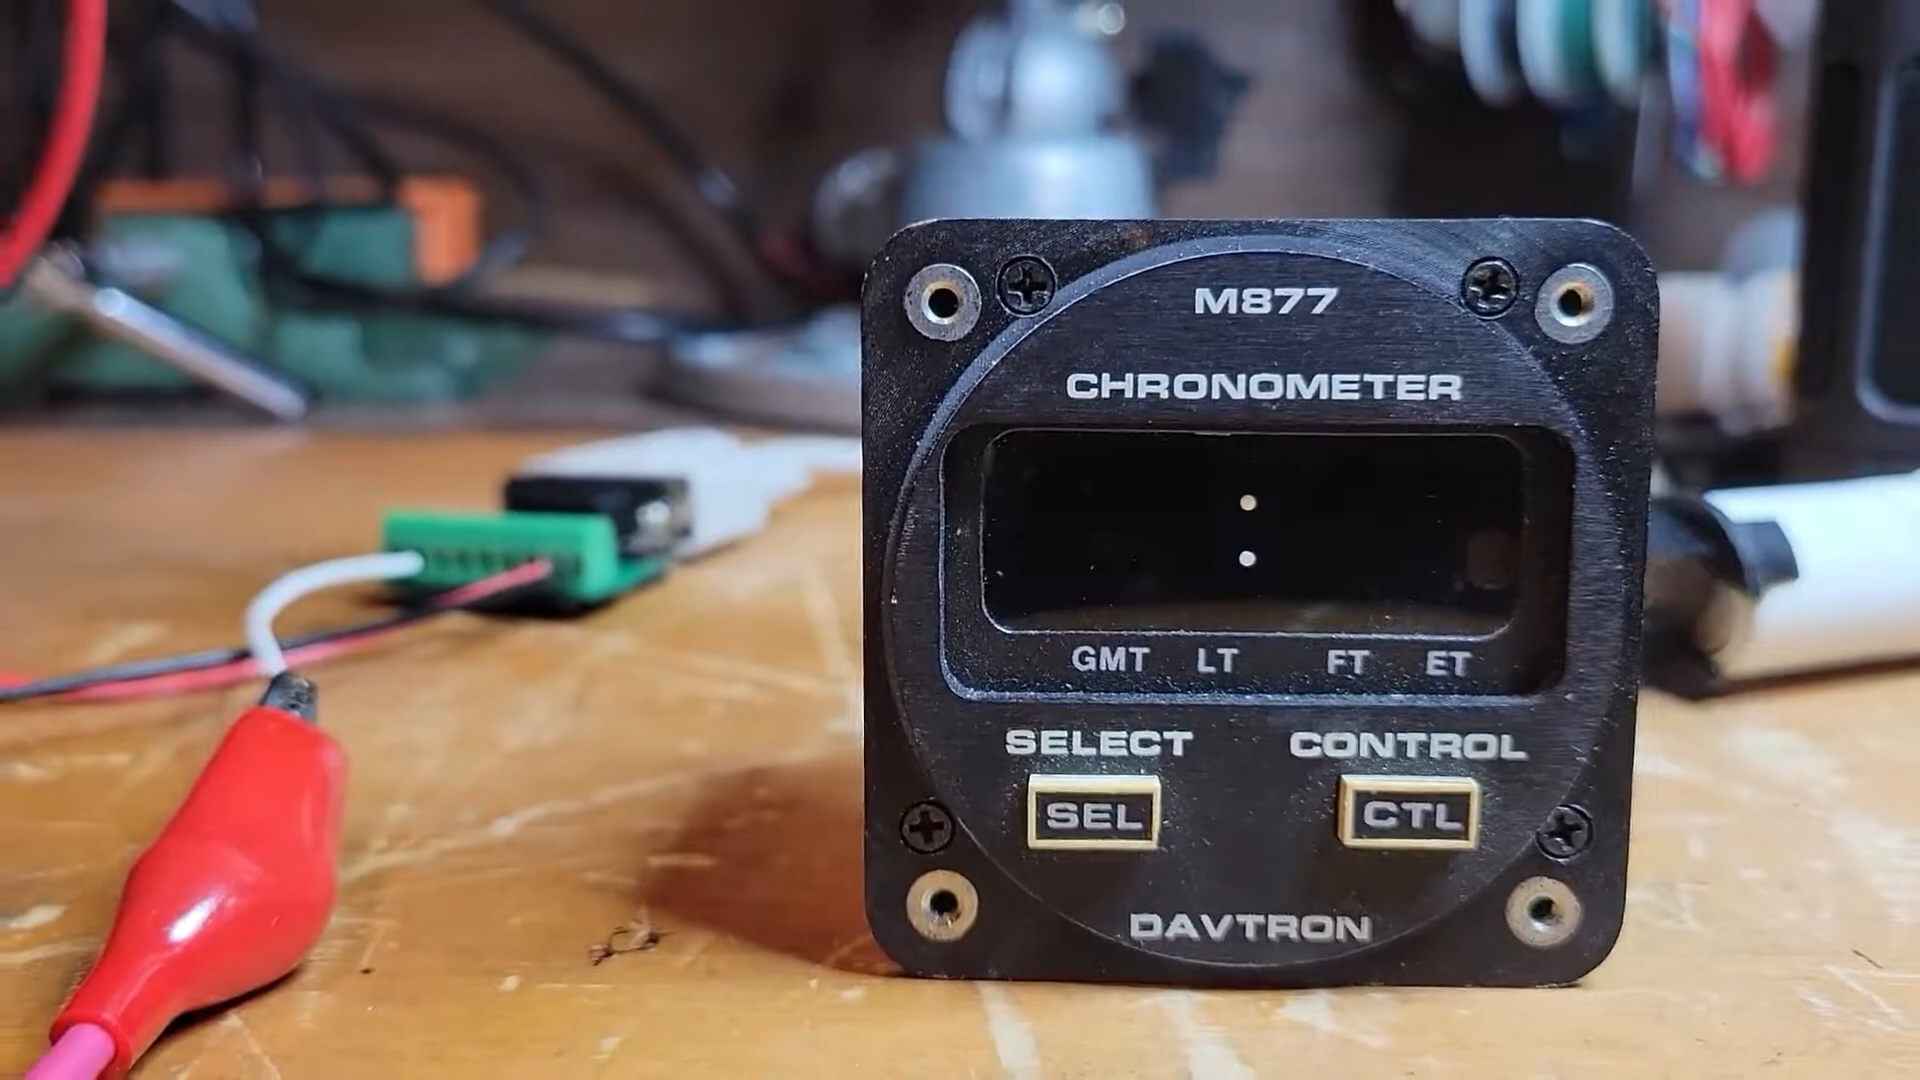 M877
CHRONOMETER
:
GMT LT FT ET
SELECT CONTROL
SEL CTL
DAVTRON